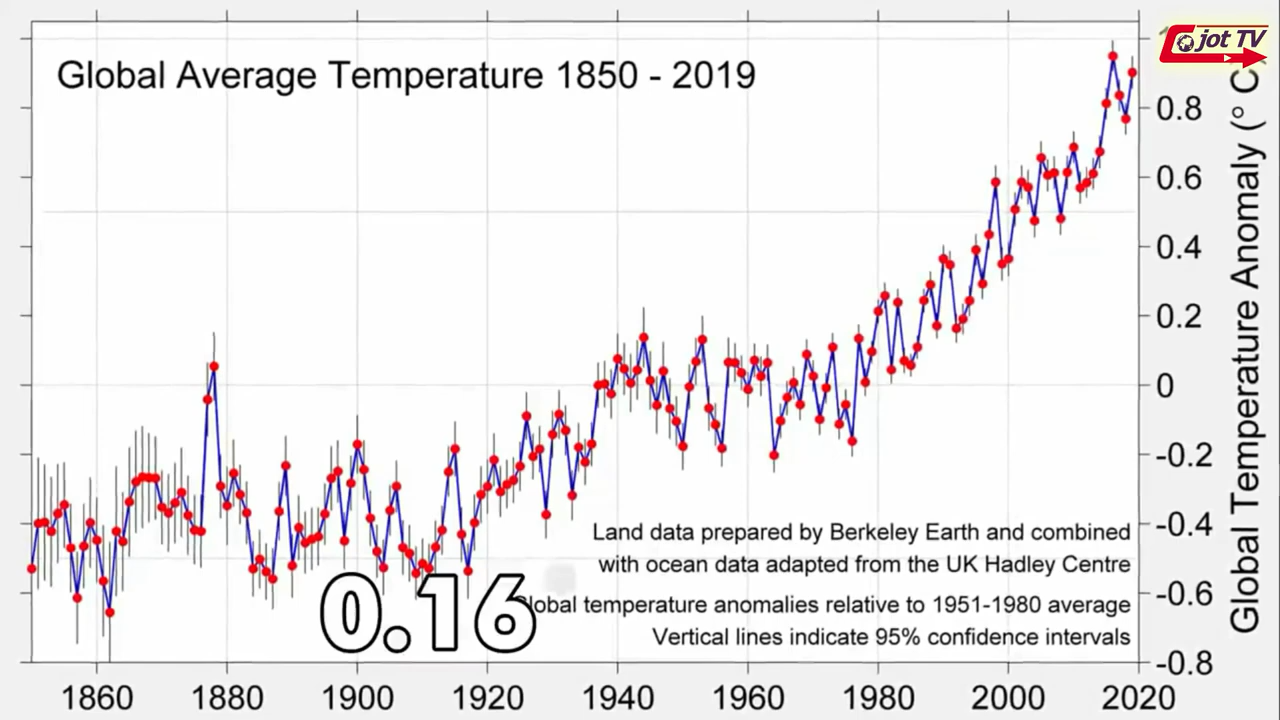 Cjot TV
Global Average Temperature 1850 - 2019
0.8
0.6
0.4
0.2
0
-0.2
-0.4
-0.6
-0.8
Global Temperature Anomaly (° C
Land data prepared by Berkeley Earth and combined
with ocean data adapted from the UK Hadley Centre
Global temperature anomalies relative to 1951-1980 average
Vertical lines indicate 95% confidence intervals
0.16
1860 1880 1900 1920 1940 1960 1980 2000 2020